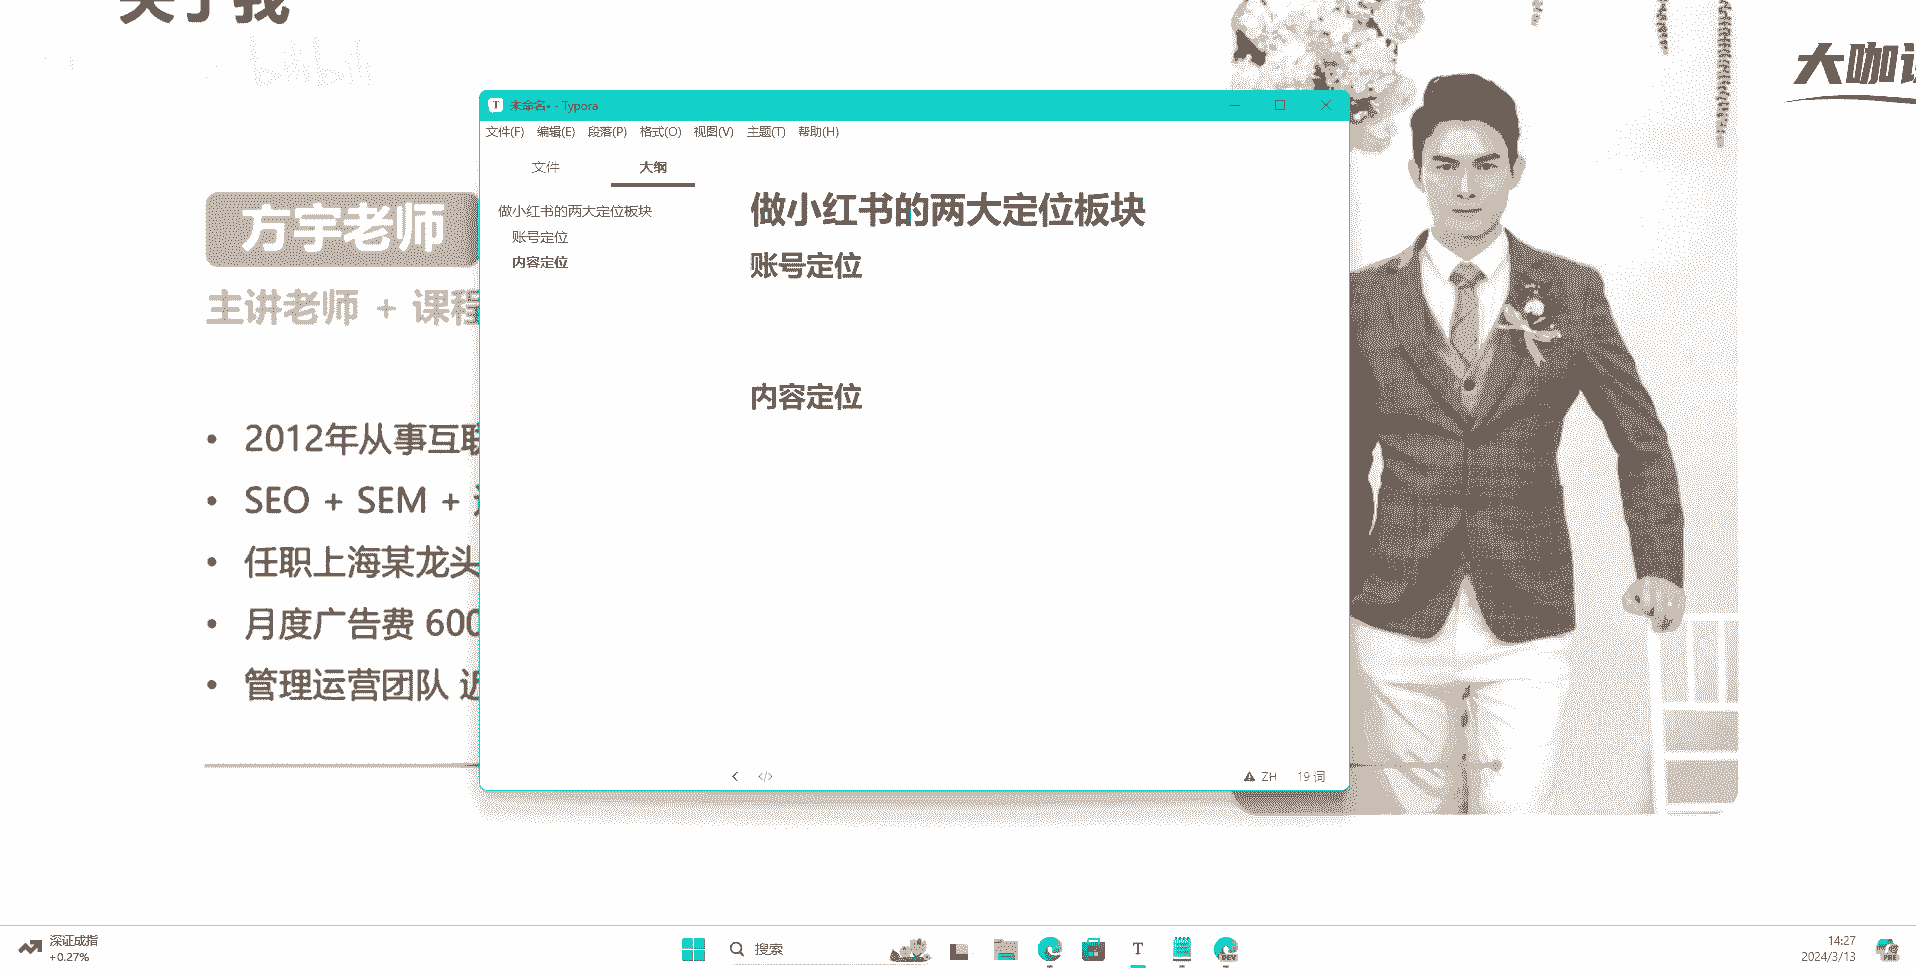 关于我
bilibili
大咖
未命名• - Typora
文件(F) 编辑(E) 段落(P) 格式(O) 视图(V) 主题(T) 帮助(H)
文件 大纲
做小红书的两大定位板块
账号定位
内容定位
做小红书的两大定位板块
账号定位
内容定位
方宇老师
主讲老师 + 课程
• 2012年从事互联
• SEO + SEM +
• 任职上海某龙头
• 月度广告费 600
• 管理运营团队 近
</> ZH 19 词
深证成指
+0.27%
搜索
T
DEV
14:27
2024/3/13
PRE